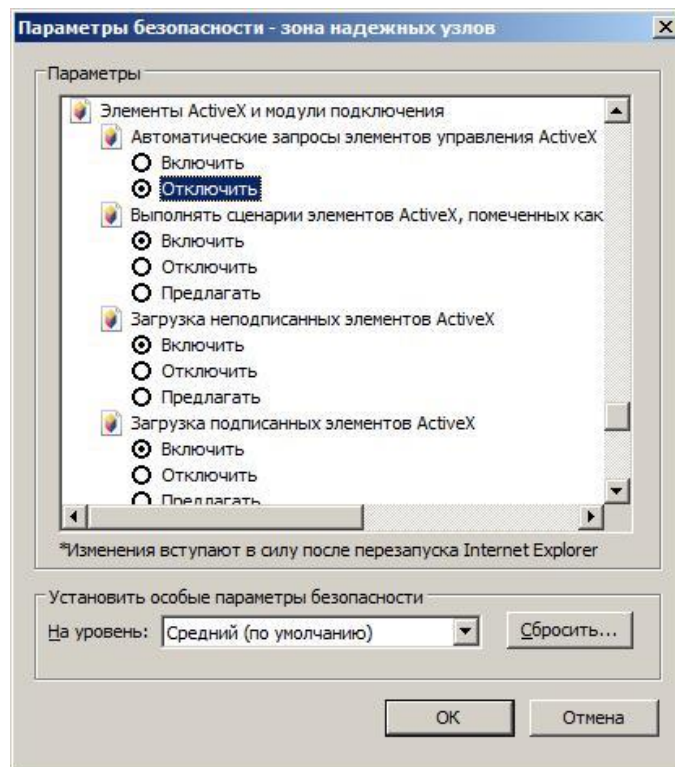 Параметры безопасности - зона надежных узлов
Параметры
Элементы ActiveX и модули подключения
Автоматические запросы элементов управления ActiveX
Включить
Отключить
Выполнять сценарии элементов ActiveX, помеченных как
Включить
Отключить
Предлагать
Загрузка неподписанных элементов ActiveX
Включить
Отключить
Предлагать
Загрузка подписанных элементов ActiveX
Включить
Отключить
Предлагать
*Изменения вступают в силу после перезапуска Internet Explorer
Установить особые параметры безопасности
На уровень: Средний (по умолчанию) Сбросить...
ОК Отмена